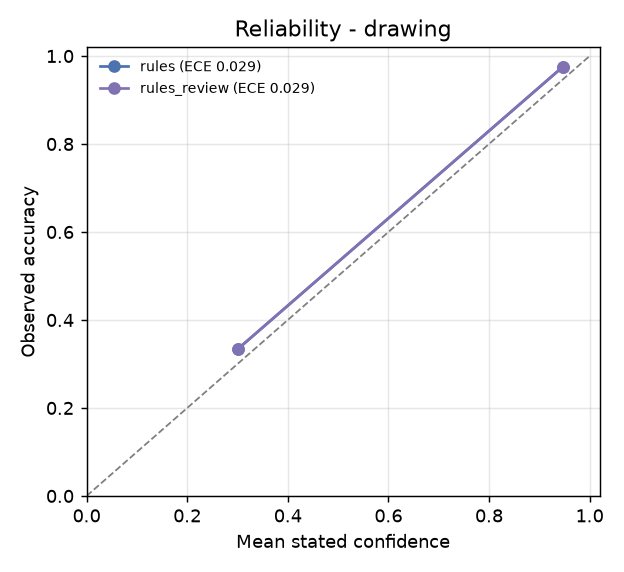 Reliability - drawing
rules (ECE 0.029)
rules_review (ECE 0.029)
Observed accuracy
1.0
0.8
0.6
0.4
0.2
0.0
0.0 0.2 0.4 0.6 0.8 1.0
Mean stated confidence